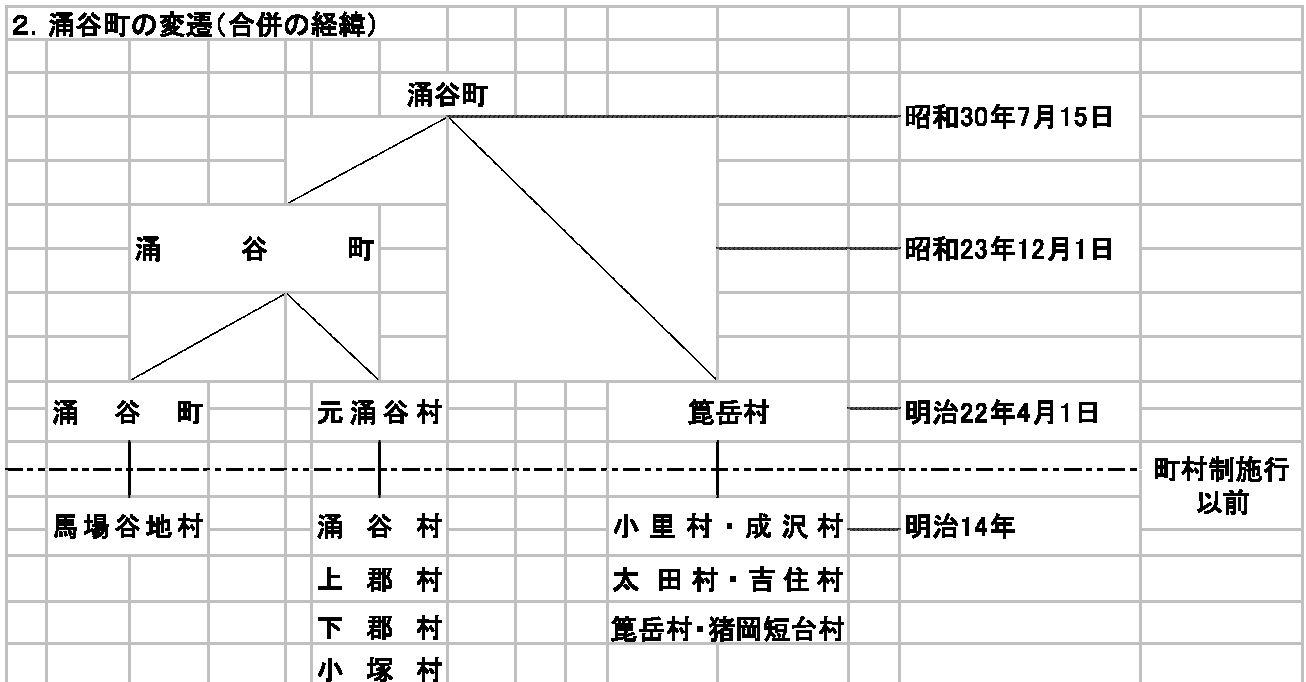 2．涌谷町の変遷（合併の経緯）
涌谷町
昭和30年7月15日
涌谷町
昭和23年12月1日
涌谷町
元涌谷村
箟岳村
明治22年4月1日
町村制施行
以前
馬場谷地村
涌谷村
小里村・成沢村
明治14年
上郡村
太田村・吉住村
下郡村
箟岳村・猪岡短台村
小塚村